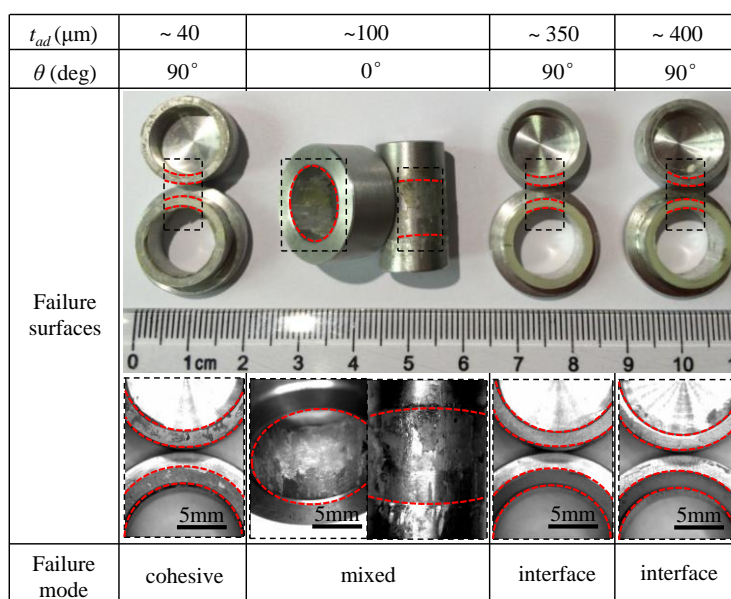 t_ad (μm) ~ 40 ~100 ~ 350 ~ 400
θ (deg) 90° 0° 90° 90°
Failure
surfaces
0 1cm 2 3 4 5 6 7 8 9 10
5mm 5mm 5mm 5mm
Failure
mode
cohesive mixed interface interface